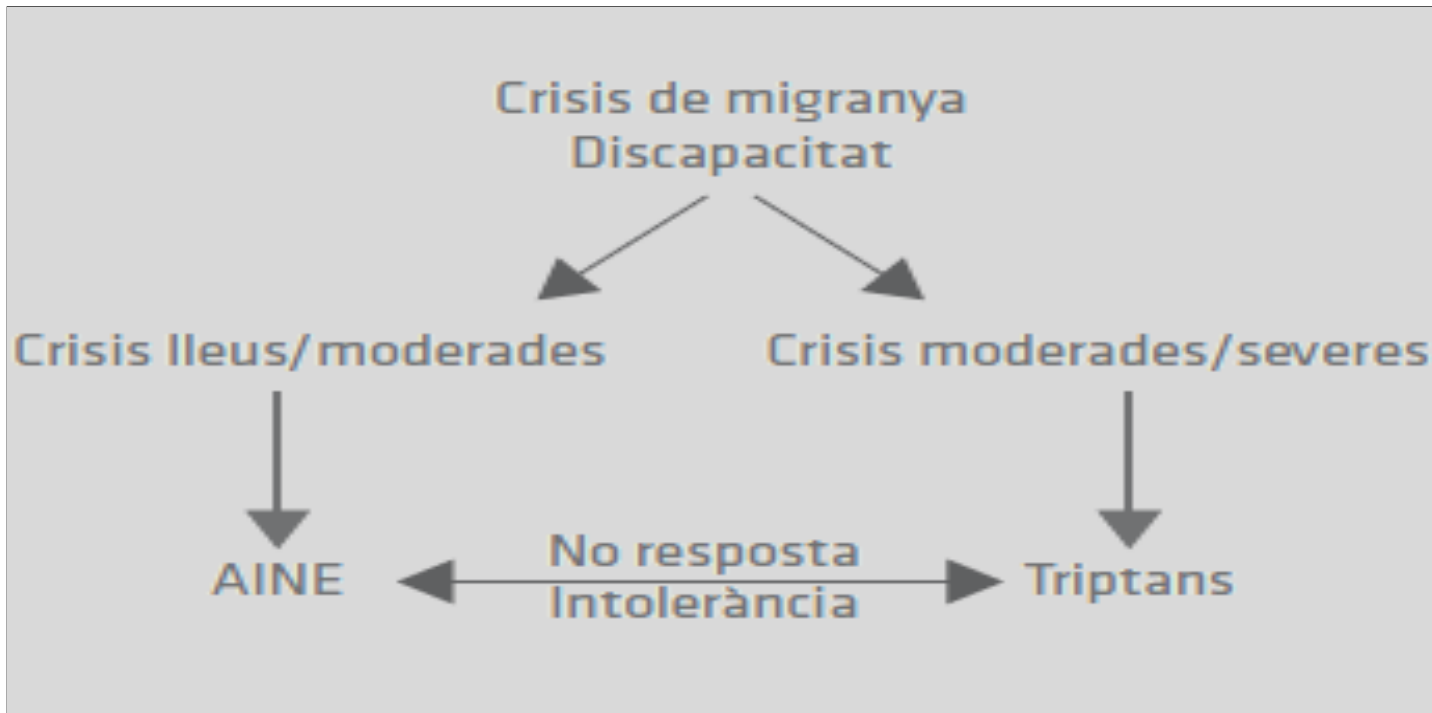 Crisis de migranya
Discapacitat
Crisis lleus/moderades
Crisis moderades/severes
AINE
No resposta
Intolerància
Triptans